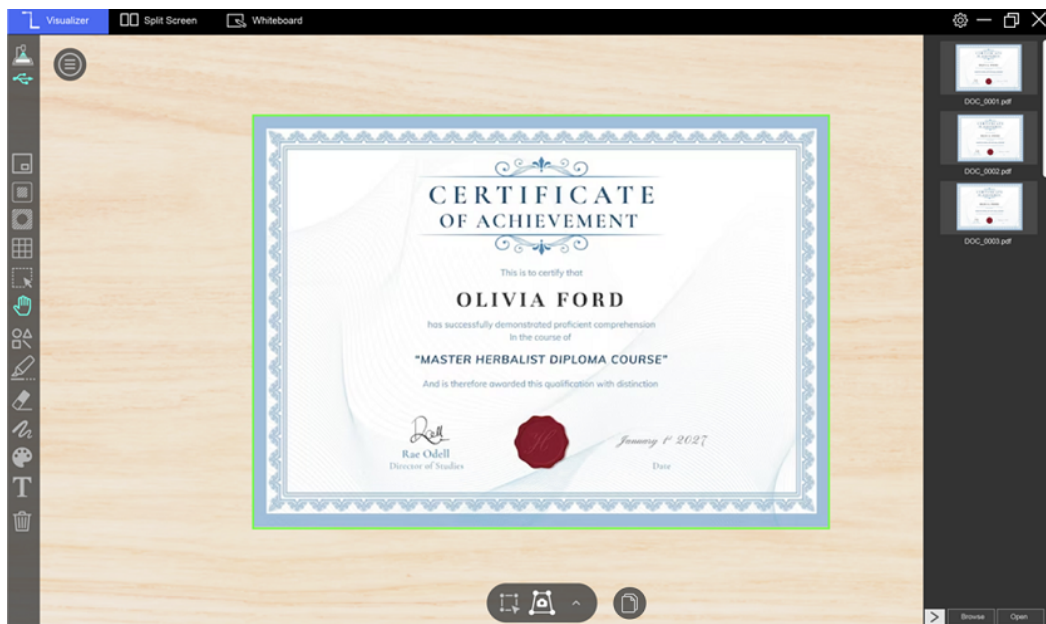 Visualizer Split Screen Whiteboard
DOC_0001.pdf
DOC_0002.pdf
DOC_0003.pdf
CERTIFICATE
OF ACHIEVEMENT
This is to certify that
OLIVIA FORD
has successfully demonstrated proficient comprehension
In the course of
"MASTER HERBALIST DIPLOMA COURSE"
And is therefore awarded this qualification with distinction
Rae Odell
Director of Studies
January 1st 2027
Date
T
Browse Open